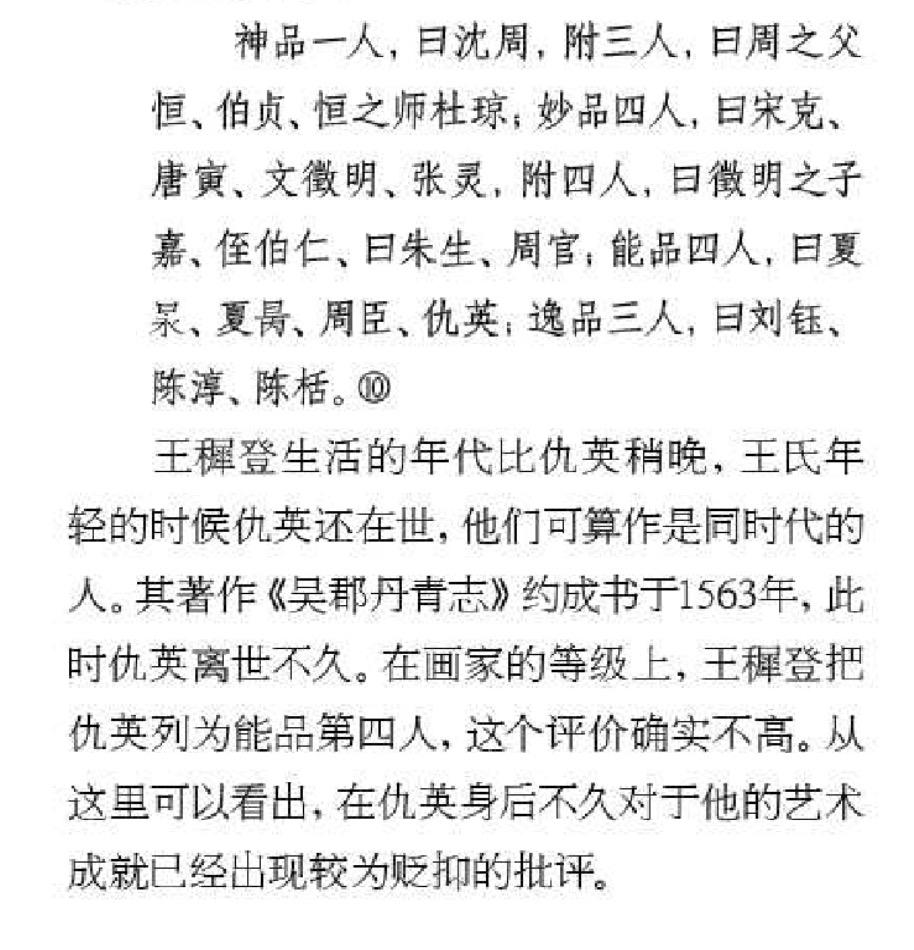 神品一人，曰沈周，附三人，曰周之父
恒、伯贞、恒之师杜琼；妙品四人，曰宋克、
唐寅、文徵明、张灵，附四人，曰徵明之子
嘉、侄伯仁、曰朱生、周官；能品四人，曰夏
昺、夏昺、周臣、仇英；逸品三人，曰刘钰、
陈淳、陈栝。⑩
王穉登生活的年代比仇英稍晚，王氏年
轻的时候仇英还在世，他们可算作是同时代的
人。其著作《吴郡丹青志》约成书于1563年，此
时仇英离世不久。在画家的等级上，王穉登把
仇英列为能品第四人，这个评价确实不高。从
这里可以看出，在仇英身后不久对于他的艺术
成就已经出现较为贬抑的批评。